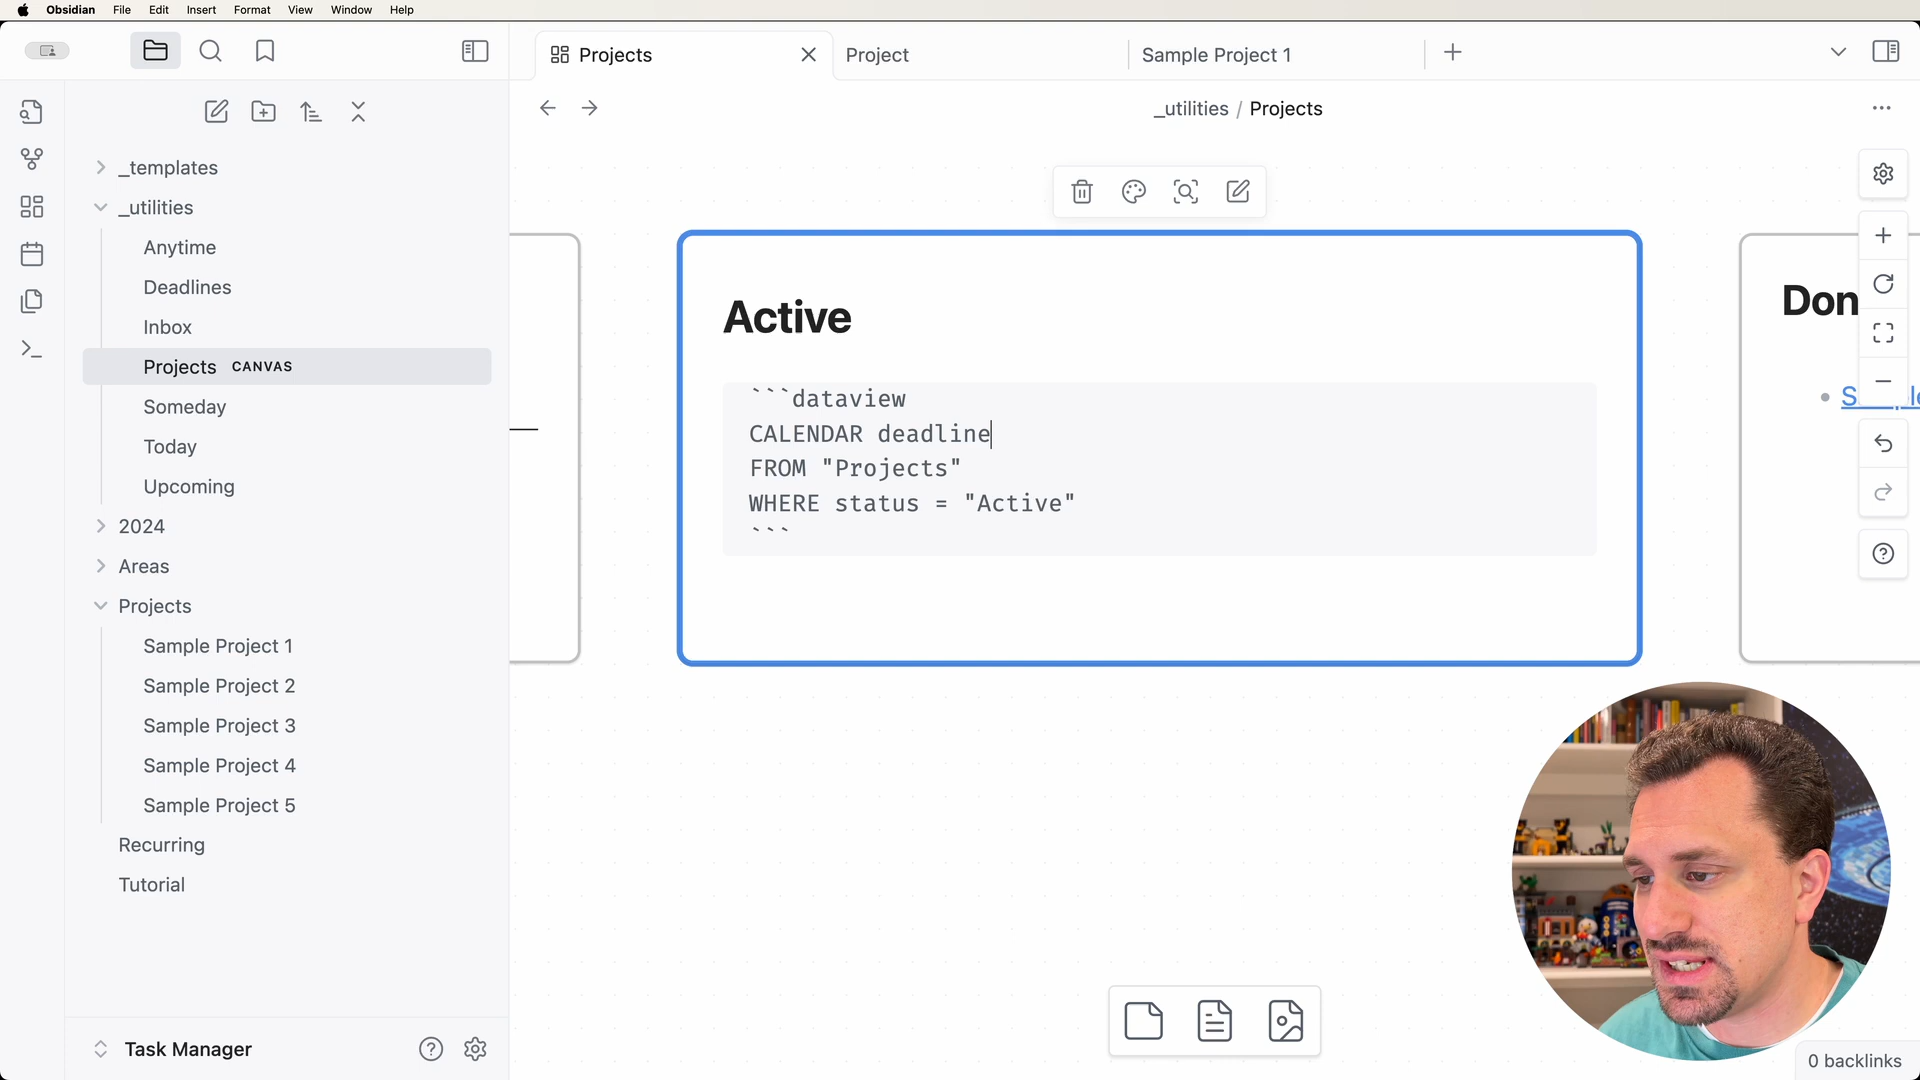 Obsidian File Edit Insert Format View Window Help
Projects
Project
Sample Project 1
_utilities / Projects
_templates
_utilities
Anytime
Deadlines
Inbox
Projects CANVAS
Someday
Today
Upcoming
2024
Areas
Projects
Sample Project 1
Sample Project 2
Sample Project 3
Sample Project 4
Sample Project 5
Recurring
Tutorial
Task Manager
Active
```dataview
CALENDAR deadline
FROM "Projects"
WHERE status = "Active"
```
Don
0 backlinks